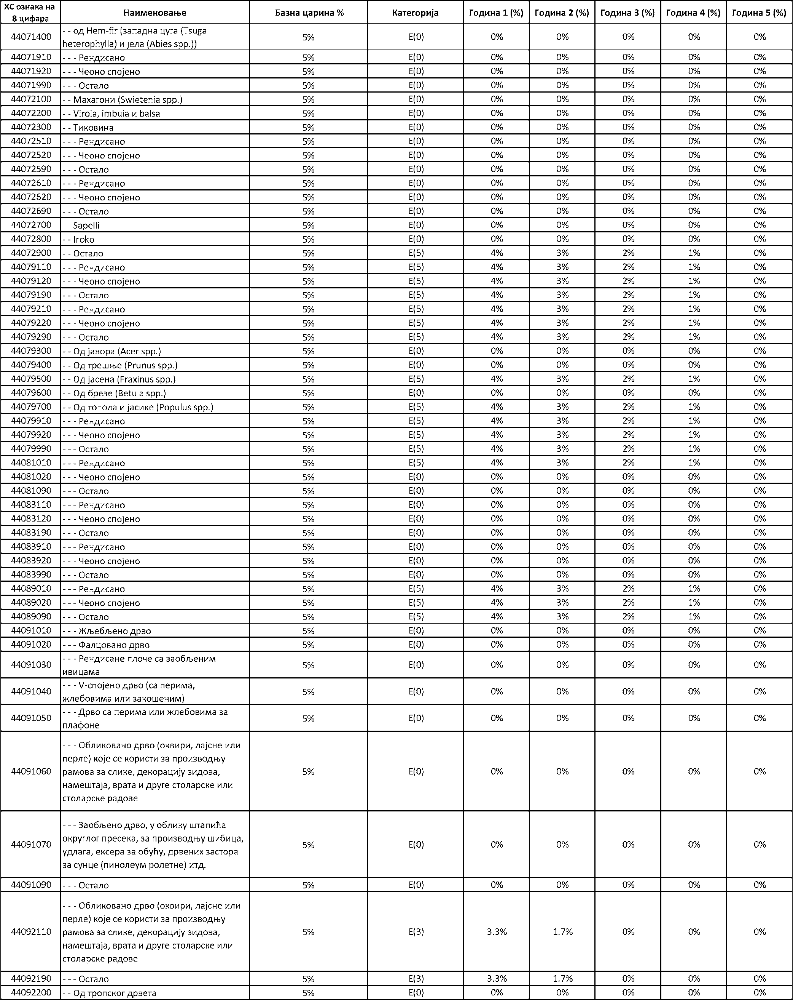 ХС ознака на 8 цифара Наименовање Базна царина % Категорија Година 1 (%) Година 2 (%) Година 3 (%) Година 4 (%) Година 5 (%)
44071400 - - од Hem-fir (западна цуга (Tsuga heterophylla) и јела (Abies spp.)) 5% E(0) 0% 0% 0% 0% 0%
44071910 - - - Рендисано 5% E(0) 0% 0% 0% 0% 0%
44071920 - - - Чеоно спојено 5% E(0) 0% 0% 0% 0% 0%
44071990 - - - Остало 5% E(0) 0% 0% 0% 0% 0%
44072100 - - Махагони (Swietenia spp.) 5% E(0) 0% 0% 0% 0% 0%
44072200 - - Virola, imbuia и balsa 5% E(0) 0% 0% 0% 0% 0%
44072300 - - Тиковина 5% E(0) 0% 0% 0% 0% 0%
44072510 - - - Рендисано 5% E(0) 0% 0% 0% 0% 0%
44072520 - - - Чеоно спојено 5% E(0) 0% 0% 0% 0% 0%
44072590 - - - Остало 5% E(0) 0% 0% 0% 0% 0%
44072610 - - - Рендисано 5% E(0) 0% 0% 0% 0% 0%
44072620 - - - Чеоно спојено 5% E(0) 0% 0% 0% 0% 0%
44072690 - - - Остало 5% E(0) 0% 0% 0% 0% 0%
44072700 - - Sapelli 5% E(0) 0% 0% 0% 0% 0%
44072800 - - Iroko 5% E(0) 0% 0% 0% 0% 0%
44072900 - - Остало 5% E(5) 4% 3% 2% 1% 0%
44079110 - - - Рендисано 5% E(5) 4% 3% 2% 1% 0%
44079120 - - - Чеоно спојено 5% E(5) 4% 3% 2% 1% 0%
44079190 - - - Остало 5% E(5) 4% 3% 2% 1% 0%
44079210 - - - Рендисано 5% E(5) 4% 3% 2% 1% 0%
44079220 - - - Чеоно спојено 5% E(5) 4% 3% 2% 1% 0%
44079290 - - - Остало 5% E(5) 4% 3% 2% 1% 0%
44079300 - - Од јавора (Acer spp.) 5% E(0) 0% 0% 0% 0% 0%
44079400 - - Од трешње (Prunus spp.) 5% E(0) 0% 0% 0% 0% 0%
44079500 - - Од јасена (Fraxinus spp.) 5% E(5) 4% 3% 2% 1% 0%
44079600 - - Од брезе (Betula spp.) 5% E(0) 0% 0% 0% 0% 0%
44079700 - - Од топола и јасике (Populus spp.) 5% E(5) 4% 3% 2% 1% 0%
44079910 - - - Рендисано 5% E(5) 4% 3% 2% 1% 0%
44079920 - - - Чеоно спојено 5% E(5) 4% 3% 2% 1% 0%
44079990 - - - Остало 5% E(5) 4% 3% 2% 1% 0%
44081010 - - - Рендисано 5% E(5) 4% 3% 2% 1% 0%
44081020 - - - Чеоно спојено 5% E(0) 0% 0% 0% 0% 0%
44081090 - - - Остало 5% E(0) 0% 0% 0% 0% 0%
44083110 - - - Рендисано 5% E(0) 0% 0% 0% 0% 0%
44083120 - - - Чеоно спојено 5% E(0) 0% 0% 0% 0% 0%
44083190 - - - Остало 5% E(0) 0% 0% 0% 0% 0%
44083910 - - - Рендисано 5% E(0) 0% 0% 0% 0% 0%
44083920 - - - Чеоно спојено 5% E(0) 0% 0% 0% 0% 0%
44083990 - - - Остало 5% E(0) 0% 0% 0% 0% 0%
44089010 - - - Рендисано 5% E(5) 4% 3% 2% 1% 0%
44089020 - - - Чеоно спојено 5% E(5) 4% 3% 2% 1% 0%
44089090 - - - Остало 5% E(5) 4% 3% 2% 1% 0%
44091010 - - - Жљебљено дрво 5% E(0) 0% 0% 0% 0% 0%
44091020 - - - Фалцовано дрво 5% E(0) 0% 0% 0% 0% 0%
44091030 - - - Рендисане плоче са заобљеним ивицама 5% E(0) 0% 0% 0% 0% 0%
44091040 - - - V-спојено дрво (са перима, жлебовима или закошеним) 5% E(0) 0% 0% 0% 0% 0%
44091050 - - - Дрво са перима или жлебовима за плафоне 5% E(0) 0% 0% 0% 0% 0%
44091060 - - - Обликовано дрво (оквири, лајсне или перле) које се користи за производњу рамова за слике, декорацију зидова, намештаја, врата и друге столарске или столарске радове 5% E(0) 0% 0% 0% 0% 0%
44091070 - - - Заобљено дрво, у облику штапића округлог пресека, за производњу шибица, удлага, ексера за обућу, дрвених застора за сунце (пинолеум ролетне) итд. 5% E(0) 0% 0% 0% 0% 0%
44091090 - - - Остало 5% E(0) 0% 0% 0% 0% 0%
44092110 - - - Обликовано дрво (оквири, лајсне или перле) које се користи за производњу рамова за слике, декорацију зидова, намештаја, врата и друге столарске или столарске радове 5% E(3) 3.3% 1.7% 0% 0% 0%
44092190 - - - Остало 5% E(3) 3.3% 1.7% 0% 0% 0%
44092200 - - Од тропског дрвета 5% E(0) 0% 0% 0% 0% 0%